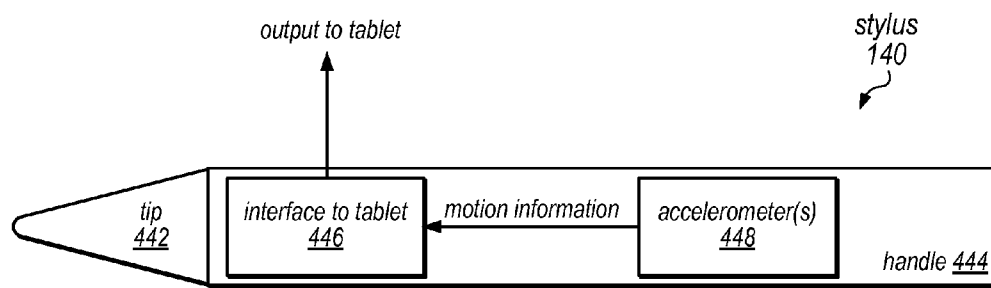 output to tablet
stylus
140
tip
442
interface to tablet
446
motion information
accelerometer(s)
448
handle 444